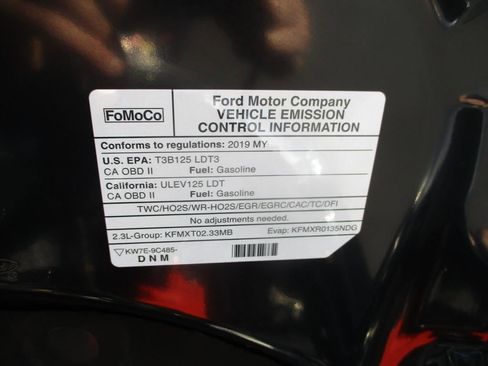 FoMoCo
Ford Motor Company
VEHICLE EMISSION
CONTROL INFORMATION
Conforms to regulations: 2019 MY
U.S. EPA: T3B125 LDT3
CA OBD II Fuel: Gasoline
California: ULEV125 LDT
CA OBD II Fuel: Gasoline
TWC/HO2S/WR-HO2S/EGR/EGRC/CAC/TC/DFI
No adjustments needed.
2.3L-Group: KFMXT02.33MB Evap: KFMXR0135NDG
KW7E-9C485-
DNM